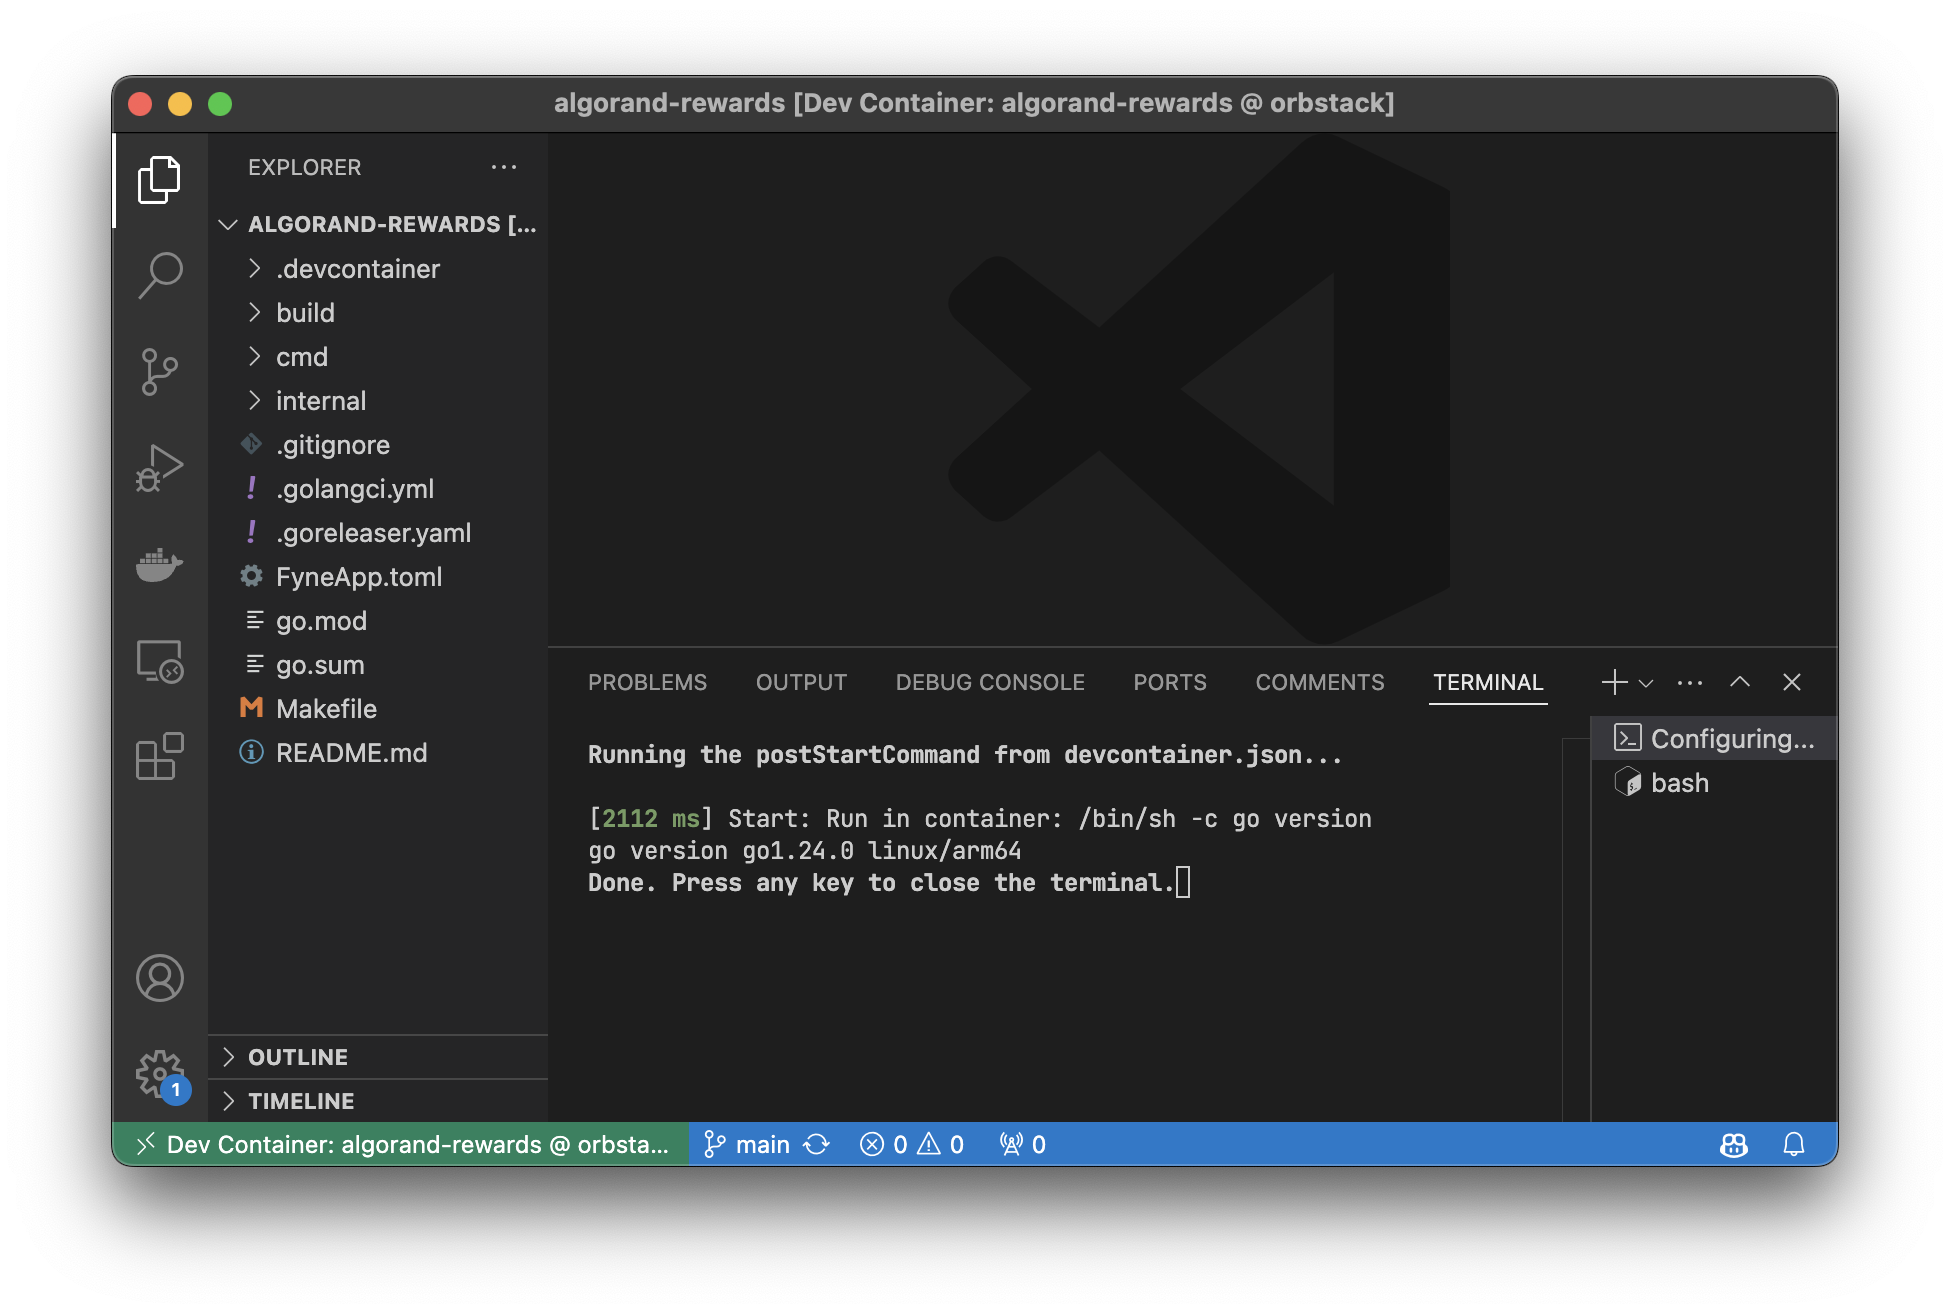 algorand-rewards [Dev Container: algorand-rewards @ orbstack]
EXPLORER
ALGORAND-REWARDS [...
.devcontainer
build
cmd
internal
.gitignore
.golangci.yml
.goreleaser.yaml
FyneApp.toml
go.mod
go.sum
Makefile
README.md
OUTLINE
TIMELINE
PROBLEMS OUTPUT DEBUG CONSOLE PORTS COMMENTS TERMINAL
Running the postStartCommand from devcontainer.json...
[2112 ms] Start: Run in container: /bin/sh -c go version
go version go1.24.0 linux/arm64
Done. Press any key to close the terminal.
Configuring...
bash
1
Dev Container: algorand-rewards @ orbsta... main 0 0 0